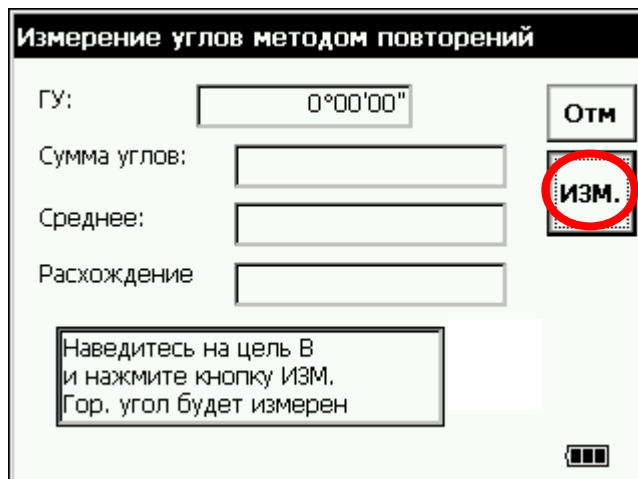 Измерение углов методом повторений
ГУ: 0°00'00"
Отм
Сумма углов:
ИЗМ.
Среднее:
Расхождение
Наведитесь на цель В
и нажмите кнопку ИЗМ.
Гор. угол будет измерен